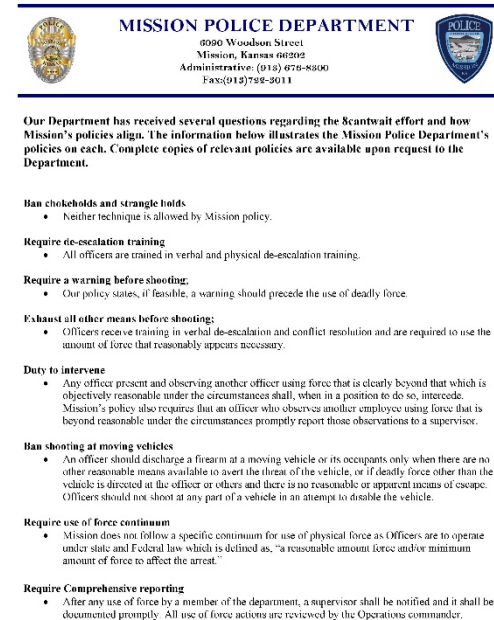 MISSION POLICE DEPARTMENT
6090 Woodson Street
Mission, Kansas 66202
Administrative: (913) 676-8300
Fax:(913)722-3011
POLICE
POLICE
MISSION
Our Department has received several questions regarding the 8cantwait effort and how
Mission's policies align. The information below illustrates the Mission Police Department's
policies on each. Complete copies of relevant policies are available upon request to the
Department.
Ban chokeholds and strangle holds
• Neither technique is allowed by Mission policy.
Require de-escalation training
• All officers are trained in verbal and physical de-escalation training.
Require a warning before shooting;
• Our policy states, if feasible, a warning should precede the use of deadly force.
Exhaust all other means before shooting;
• Officers receive training in verbal de-escalation and conflict resolution and are required to use the
amount of force that reasonably appears necessary.
Duty to intervene
• Any officer present and observing another officer using force that is clearly beyond that which is
objectively reasonable under the circumstances shall, when in a position to do so, intercede.
Mission's policy also requires that an officer who observes another employee using force that is
beyond reasonable under the circumstances promptly report those observations to a supervisor.
Ban shooting at moving vehicles
• An officer should discharge a firearm at a moving vehicle or its occupants only when there are no
other reasonable means available to avert the threat of the vehicle, or if deadly force other than the
vehicle is directed at the officer or others and there is no reasonable or apparent means of escape.
Officers should not shoot at any part of a vehicle in an attempt to disable the vehicle.
Require use of force continuum
• Mission does not follow a specific continuum for use of physical force as Officers are to operate
under state and Federal law which is defined as, "a reasonable amount force and/or minimum
amount of force to affect the arrest."
Require Comprehensive reporting
• After any use of force by a member of the department, a supervisor shall be notified and it shall be
documented promptly. All use of force actions are reviewed by the Operations commander.